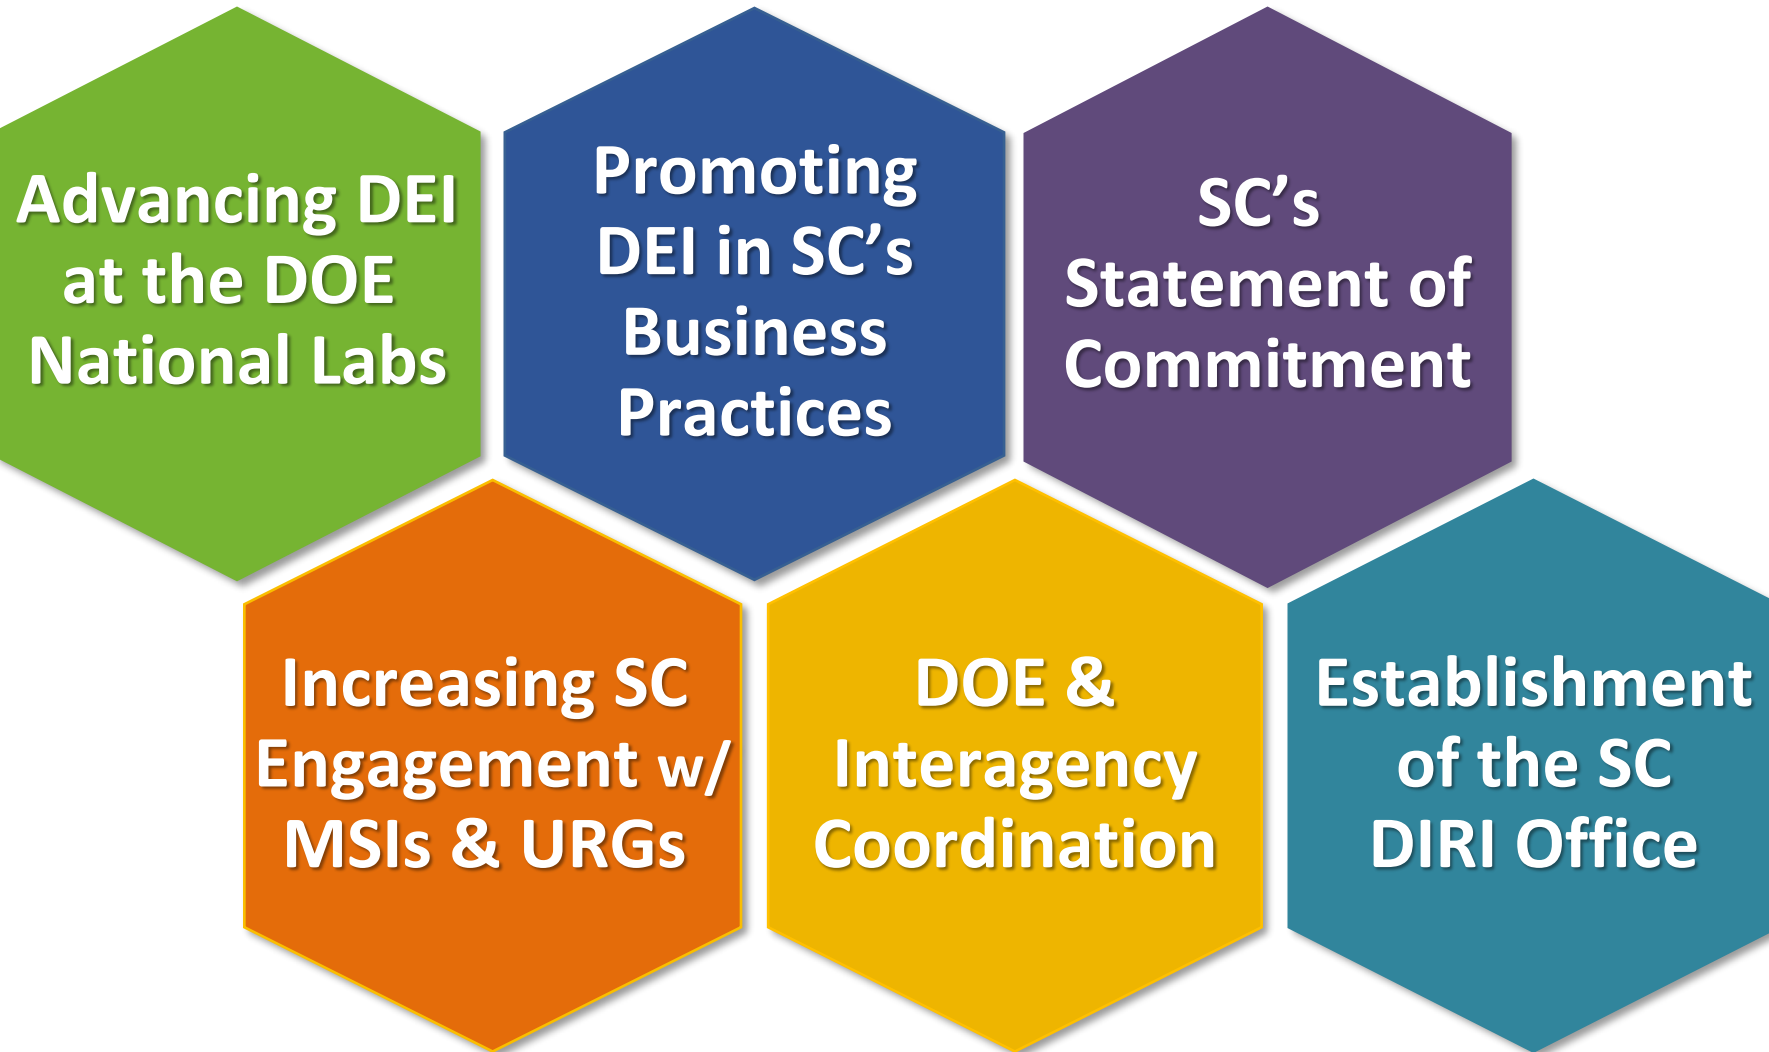 Advancing DEI
at the DOE
National Labs
Promoting
DEI in SC’s
Business
Practices
SC’s
Statement of
Commitment
Increasing SC
Engagement w/
MSIs & URGs
DOE &
Interagency
Coordination
Establishment
of the SC
DIRI Office